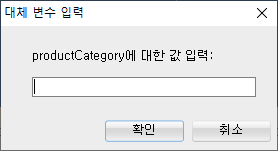 대체 변수 입력
productCategory에 대한 값 입력:
확인
취소